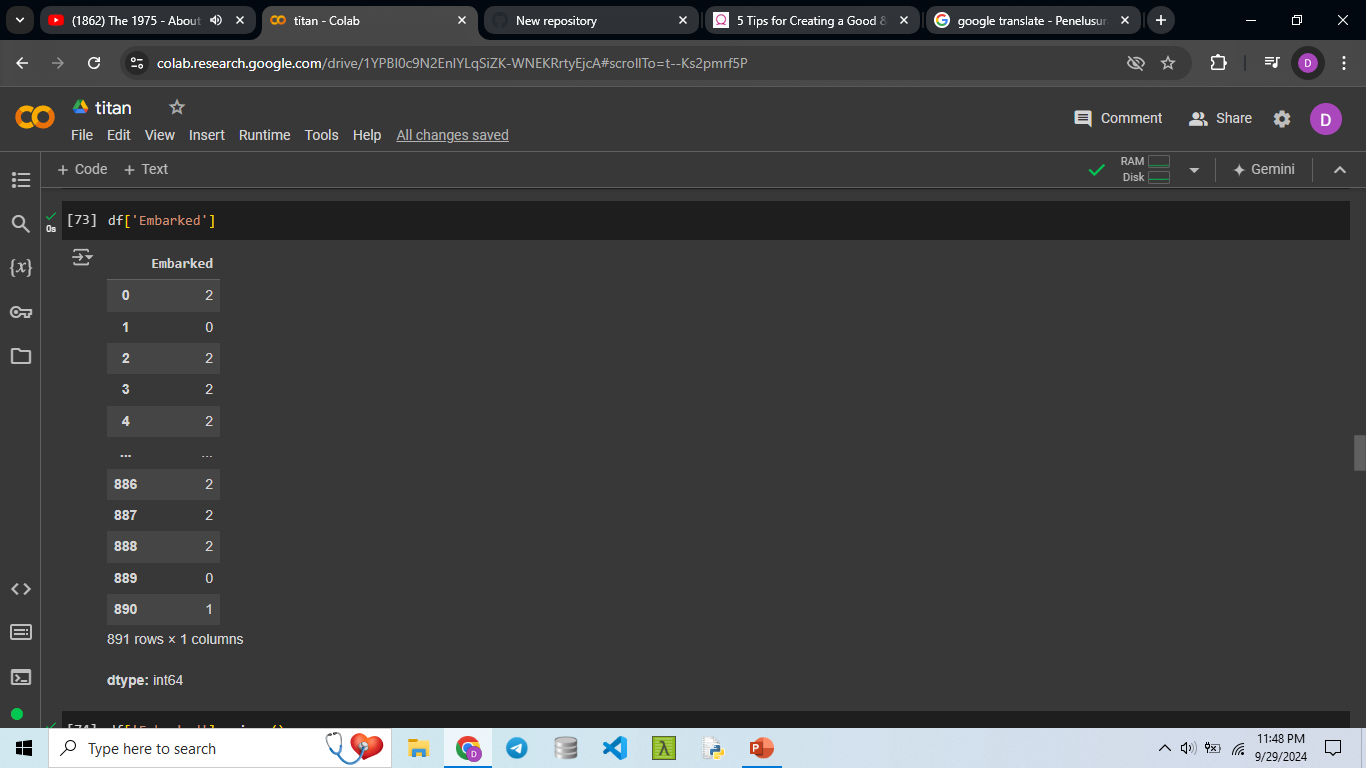 (1862) The 1975 - About
titan - Colab
New repository
5 Tips for Creating a Good &
google translate - Penelusur
colab.research.google.com/drive/1YPBI0c9N2EnIYLqSiZK-WNEKRrtyEjcA#scrollTo=t--Ks2pmrf5P
D
titan
Comment
Share
D
File Edit View Insert Runtime Tools Help All changes saved
+ Code + Text
RAM
Disk
Gemini
[73] df['Embarked']
0s
{x}
Embarked
0 2
1 0
2 2
3 2
4 2
... ...
886 2
887 2
888 2
889 0
890 1
891 rows × 1 columns
dtype: int64
Type here to search
11:48 PM
9/29/2024